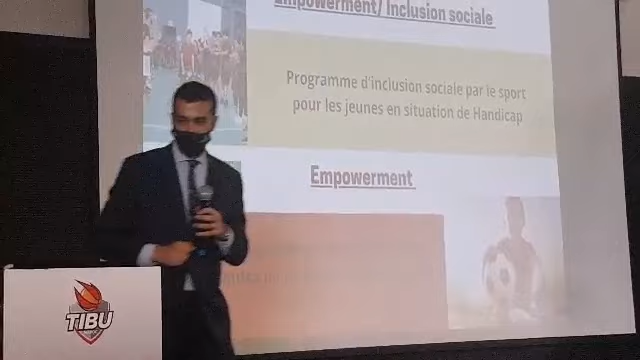 Empowerment/ Inclusion sociale
Programme d'inclusion sociale par le sport
pour les jeunes en situation de Handicap
Empowerment
TIBU